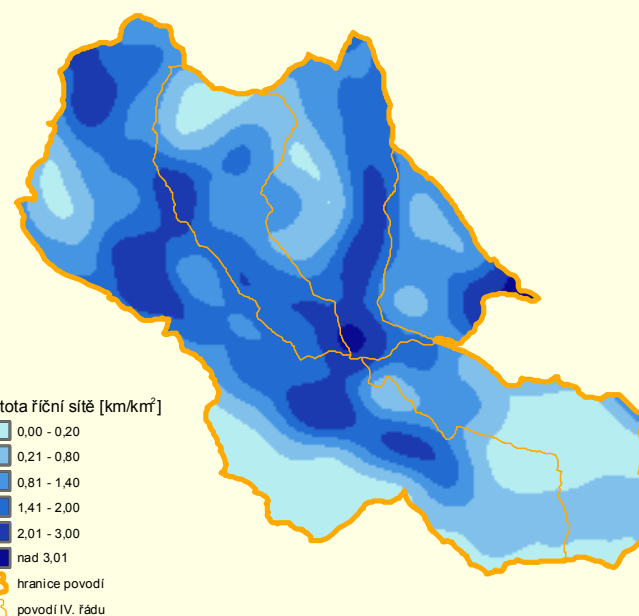 tota říční sítě [km/km²]
0,00 - 0,20
0,21 - 0,80
0,81 - 1,40
1,41 - 2,00
2,01 - 3,00
nad 3,01
hranice povodí
povodí IV. řádu